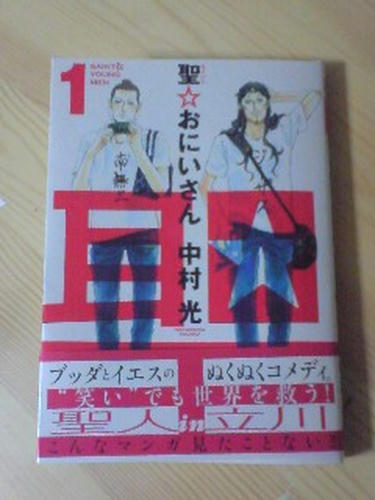 1
SAINT☆
YOUNG
MEN
聖☆おにいさん 中村 光
ブッダとイエスの ぬくぬくコメディ。
“笑い”でも世界を救う!
聖人in立川
こんなマンガ見たことない!!